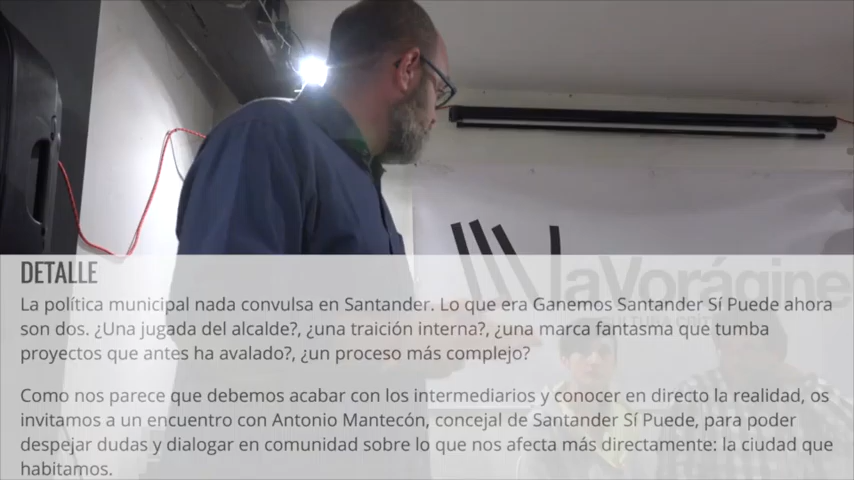 laVorágine
DETALLE
La política municipal nada convulsa en Santander. Lo que era Ganemos Santander Sí Puede ahora
son dos. ¿Una jugada del alcalde?, ¿una traición interna?, ¿una marca fantasma que tumba
proyectos que antes ha avalado?, ¿un proceso más complejo?
Como nos parece que debemos acabar con los intermediarios y conocer en directo la realidad, os
invitamos a un encuentro con Antonio Mantecón, concejal de Santander Sí Puede, para poder
despejar dudas y dialogar en comunidad sobre lo que nos afecta más directamente: la ciudad que
habitamos.